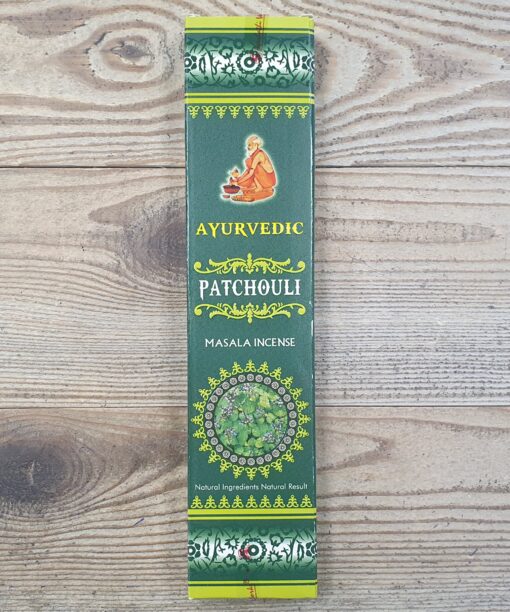 AYURVEDIC
PATCHOULI
MASALA INCENSE
Natural Ingredients Natural Result